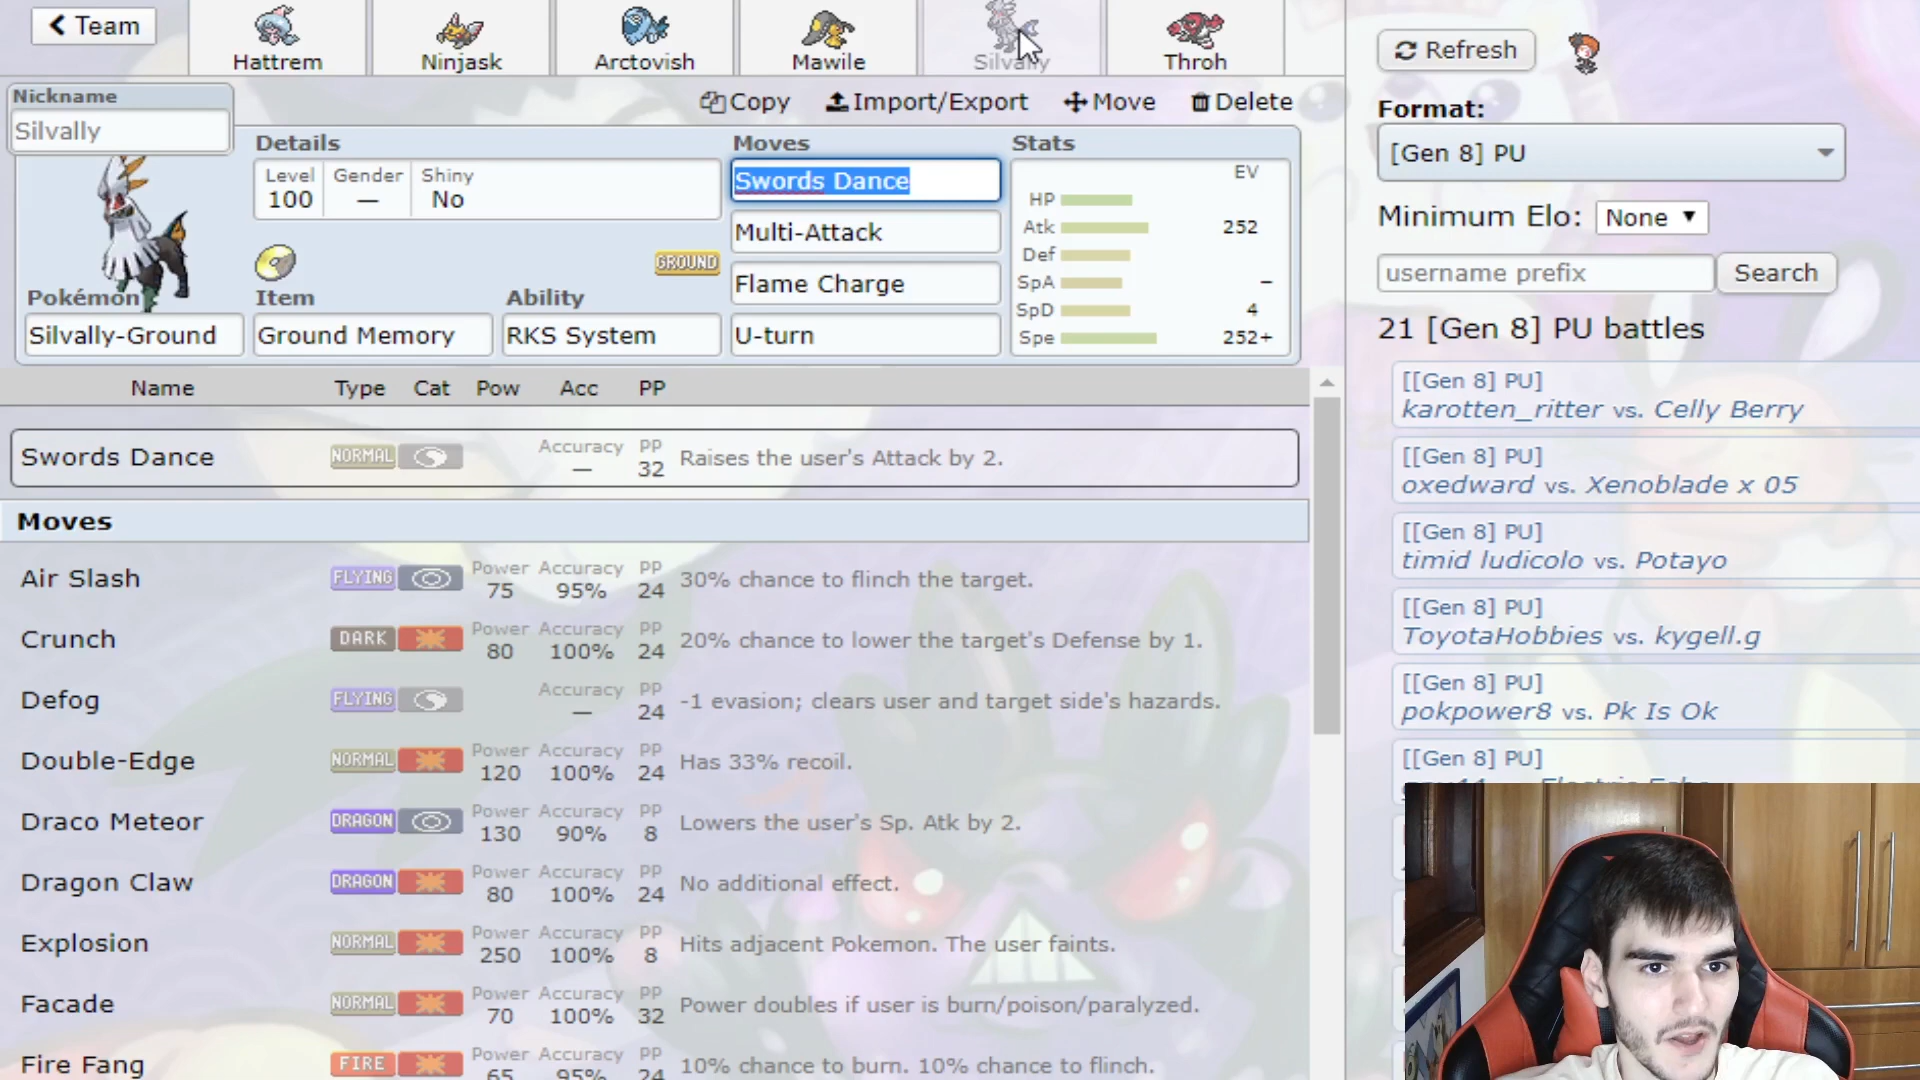 Team
Hattrem
Ninjask
Arctovish
Mawile
Silvally
Throh
Refresh
Nickname
Silvally
Copy
Import/Export
Move
Delete
Format:
[Gen 8] PU
Details
Moves
Stats
Level
100
Gender
—
Shiny
No
Swords Dance
Multi-Attack
Flame Charge
U-turn
EV
HP
Atk 252
Def
SpA –
SpD 4
Spe 252+
GROUND
Pokémon
Item
Ability
Silvally-Ground
Ground Memory
RKS System
Minimum Elo: None
username prefix
Search
21 [Gen 8] PU battles
[[Gen 8] PU]
karotten_ritter vs. Celly Berry
[[Gen 8] PU]
oxedward vs. Xenoblade x 05
[[Gen 8] PU]
timid ludicolo vs. Potayo
[[Gen 8] PU]
ToyotaHobbies vs. kygell.g
[[Gen 8] PU]
pokpower8 vs. Pk Is Ok
[[Gen 8] PU]
Name Type Cat Pow Acc PP
Swords Dance NORMAL Accuracy — PP 32 Raises the user's Attack by 2.
Moves
Air Slash FLYING Power 75 Accuracy 95% PP 24 30% chance to flinch the target.
Crunch DARK Power 80 Accuracy 100% PP 24 20% chance to lower the target's Defense by 1.
Defog FLYING Accuracy — PP 24 -1 evasion; clears user and target side's hazards.
Double-Edge NORMAL Power 120 Accuracy 100% PP 24 Has 33% recoil.
Draco Meteor DRAGON Power 130 Accuracy 90% PP 8 Lowers the user's Sp. Atk by 2.
Dragon Claw DRAGON Power 80 Accuracy 100% PP 24 No additional effect.
Explosion NORMAL Power 250 Accuracy 100% PP 8 Hits adjacent Pokemon. The user faints.
Facade NORMAL Power 70 Accuracy 100% PP 32 Power doubles if user is burn/poison/paralyzed.
Fire Fang FIRE Power 65 Accuracy 95% PP 24 10% chance to burn. 10% chance to flinch.